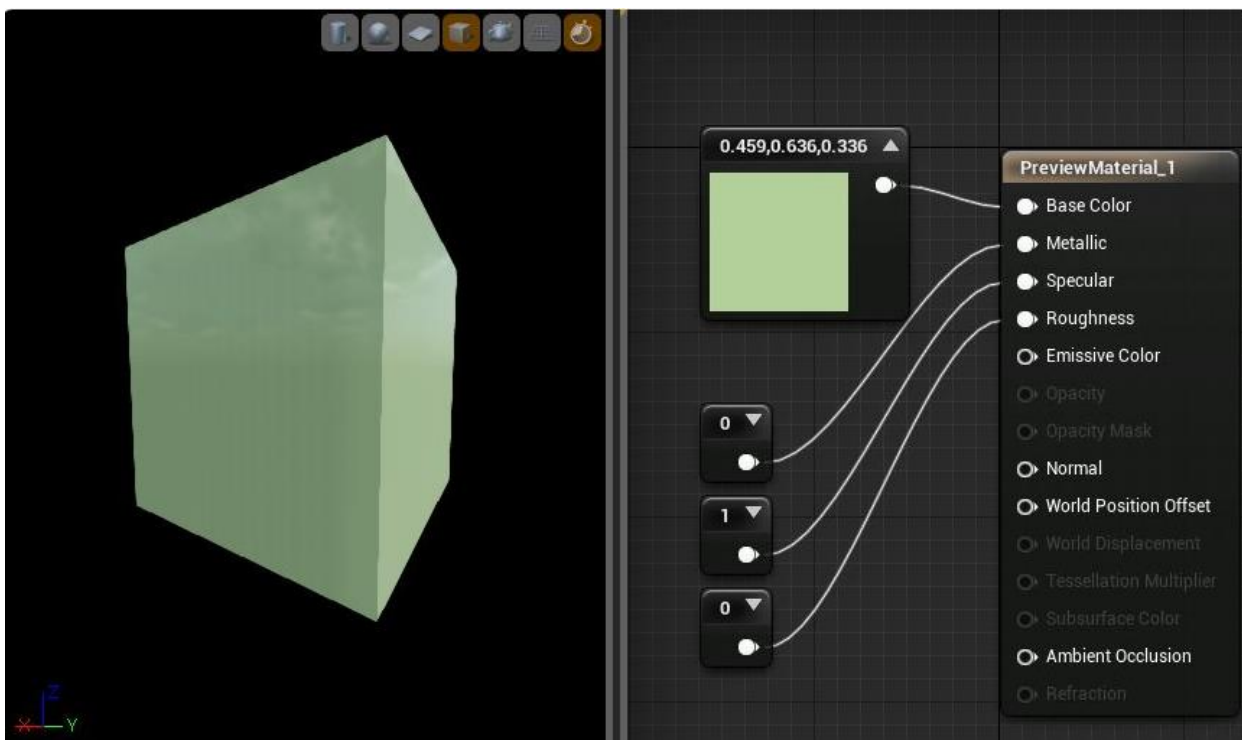 0.459,0.636,0.336
PreviewMaterial_1
Base Color
Metallic
Specular
Roughness
Emissive Color
Opacity
Opacity Mask
Normal
World Position Offset
World Displacement
Tessellation Multiplier
Subsurface Color
Ambient Occlusion
Refraction
0
1
0
Z
X
Y